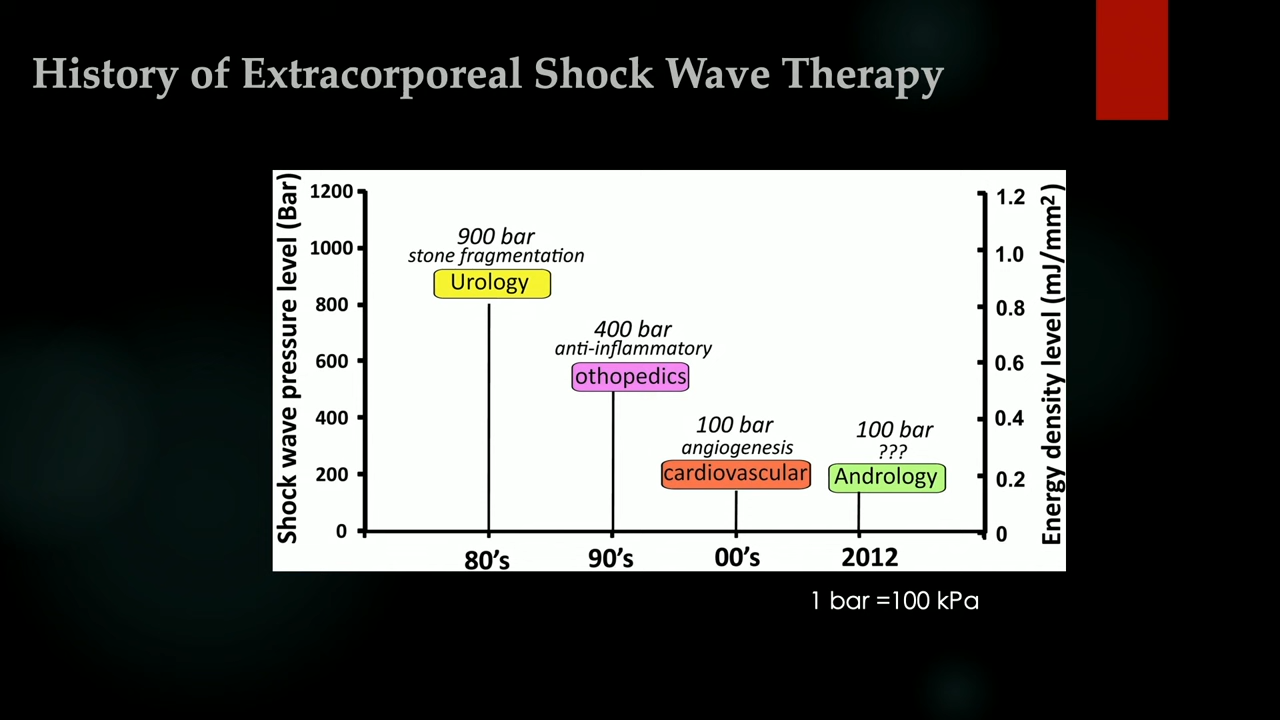 History of Extracorporeal Shock Wave Therapy
Shock wave pressure level (Bar)
1200
1000
800
600
400
200
0
900 bar
stone fragmentation
Urology
400 bar
anti-inflammatory
othopedics
100 bar
angiogenesis
cardiovascular
100 bar
???
Andrology
1.2
1.0
0.8
0.6
0.4
0.2
0
Energy density level (mJ/mm²)
80's
90's
00's
2012
1 bar =100 kPa